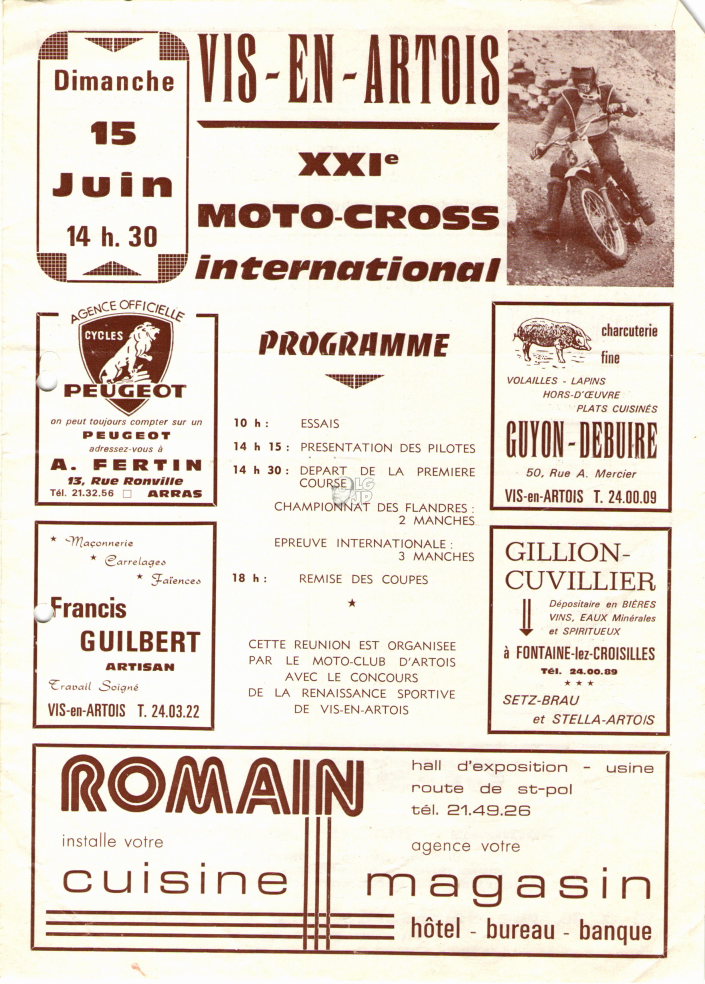 Dimanche
15
Juin
14 h. 30
VIS-EN-ARTOIS
XXIe
MOTO-CROSS
international
AGENCE OFFICIELLE
CYCLES
PEUGEOT
on peut toujours compter sur un
PEUGEOT
adressez-vous à
A. FERTIN
13, Rue Ronville
Tél. 21.32.56 □ ARRAS
★ Maçonnerie
★ Carrelages
★ Faïences
Francis
GUILBERT
ARTISAN
Travail Soigné
VIS-en-ARTOIS T. 24.03.22
PROGRAMME
10 h : ESSAIS
14 h 15 : PRESENTATION DES PILOTES
14 h 30 : DEPART DE LA PREMIERE
COURSE
LG
JP
CHAMPIONNAT DES FLANDRES :
2 MANCHES
EPREUVE INTERNATIONALE :
3 MANCHES
18 h : REMISE DES COUPES
★
CETTE REUNION EST ORGANISEE
PAR LE MOTO-CLUB D'ARTOIS
AVEC LE CONCOURS
DE LA RENAISSANCE SPORTIVE
DE VIS-EN-ARTOIS
charcuterie
fine
VOLAILLES - LAPINS
HORS-D'ŒUVRE
PLATS CUISINÉS
GUYON-DEBUIRE
50, Rue A. Mercier
VIS-en-ARTOIS T. 24.00.09
GILLION-
CUVILLIER
Dépositaire en BIÈRES
VINS, EAUX Minérales
et SPIRITUEUX
à FONTAINE-lez-CROISILLES
Tél. 24.00.89
★ ★ ★
SETZ-BRAU
et STELLA-ARTOIS
ROMAIN
installe votre
cuisine
hall d'exposition - usine
route de st-pol
tél. 21.49.26
agence votre
magasin
hôtel - bureau - banque